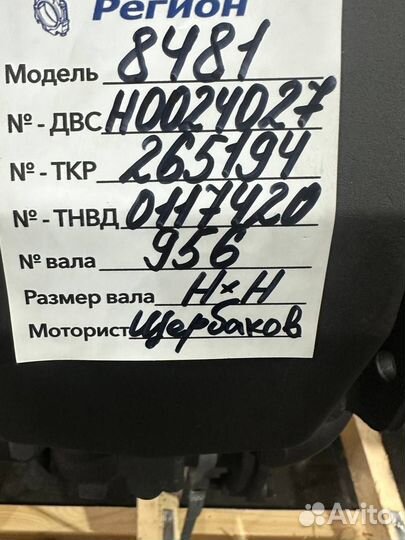 Регион
Модель 8481
№ - ДВС Н0024027
№ - ТКР 265194
№ - ТНВД 0117420
№ вала 956
Размер вала Н×Н
Моторист Щербаков
Avito